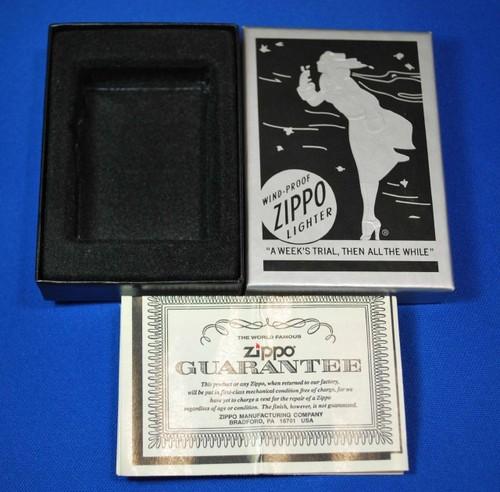 WIND-PROOF
ZIPPO
LIGHTER
®
"A WEEK'S TRIAL, THEN ALL THE WHILE"
THE WORLD FAMOUS
zippo
GUARANTEE
This product or any Zippo, when returned to our factory,
will be put in first-class mechanical condition free of charge, for we
have yet to charge a cent for the repair of a Zippo
regardless of age or condition. The finish, however, is not guaranteed.
ZIPPO MANUFACTURING COMPANY
BRADFORD, PA 16701 USA